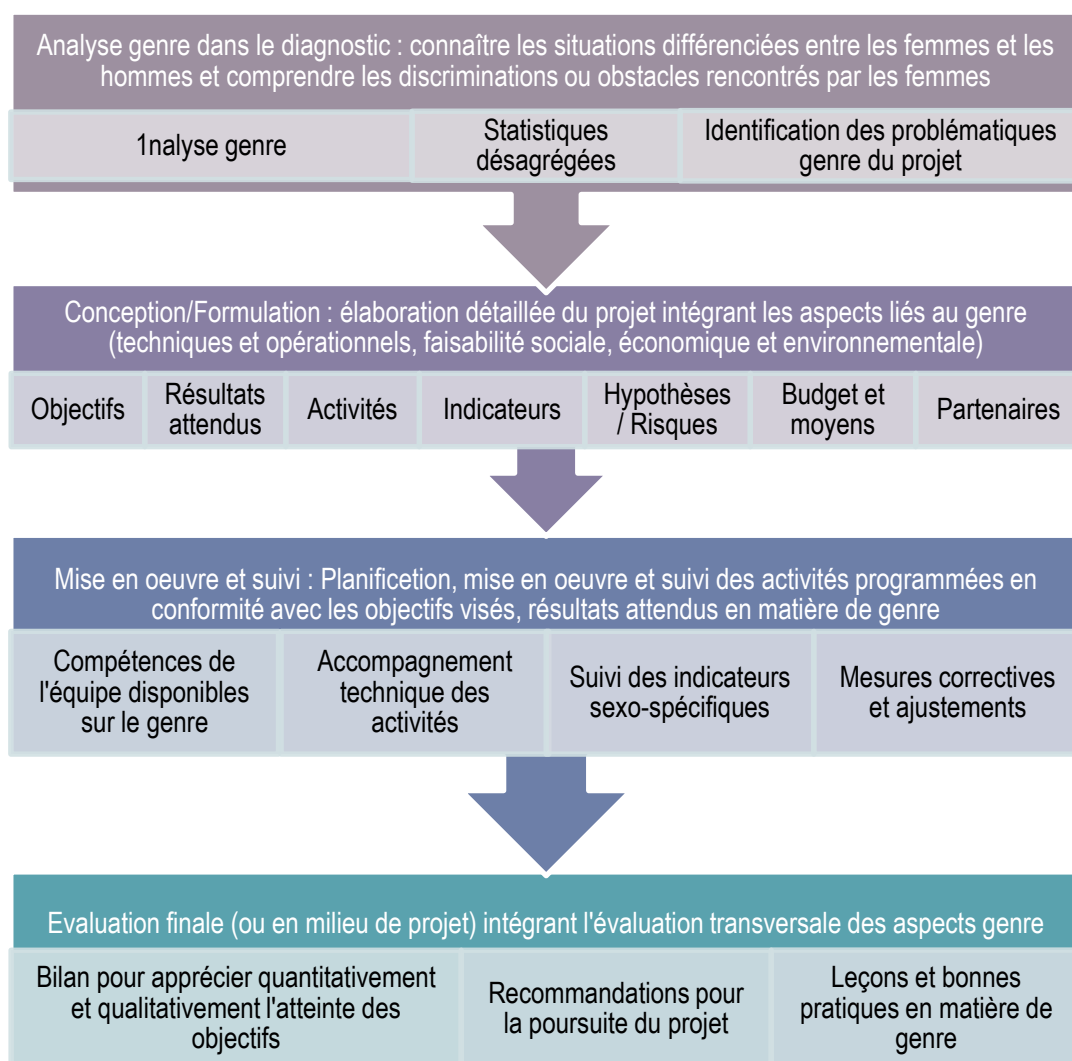 Analyse genre dans le diagnostic : connaître les situations différenciées entre les femmes et les
hommes et comprendre les discriminations ou obstacles rencontrés par les femmes
1nalyse genre
Statistiques
désagrégées
Identification des problématiques
genre du projet
Conception/Formulation : élaboration détaillée du projet intégrant les aspects liés au genre
(techniques et opérationnels, faisabilité sociale, économique et environnementale)
Objectifs
Résultats
attendus
Activités
Indicateurs
Hypothèses
/ Risques
Budget et
moyens
Partenaires
Mise en oeuvre et suivi : Planificetion, mise en oeuvre et suivi des activités programmées en
conformité avec les objectifs visés, résultats attendus en matière de genre
Compétences de
l'équipe disponibles
sur le genre
Accompagnement
technique des
activités
Suivi des indicateurs
sexo-spécifiques
Mesures correctives
et ajustements
Evaluation finale (ou en milieu de projet) intégrant l'évaluation transversale des aspects genre
Bilan pour apprécier quantitativement
et qualitativement l'atteinte des
objectifs
Recommandations pour
la poursuite du projet
Leçons et bonnes
pratiques en matière de
genre